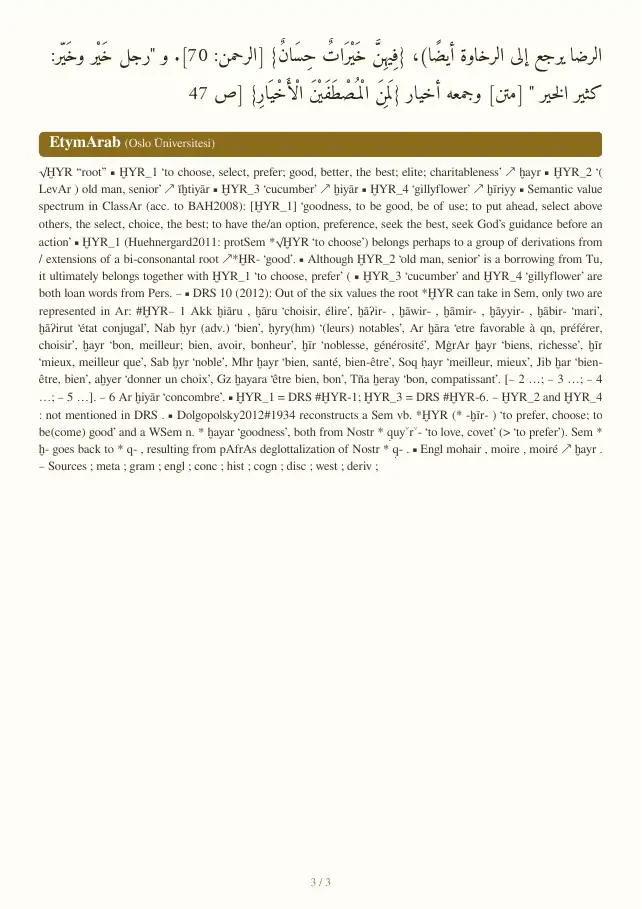 الرضا يرجع إلى الرخاوة أيضًا)، {فِيهِنَّ خَيْرَاتٌ حِسَانٌ} [الرحمن: 70]. و "رجل خَيْر وخَيِّر:
كثير الخير " [متن] وجمعه أخيار {لَمِنَ الْمُصْطَفَيْنَ الْأَخْيَارِ} [ص 47
EtymArab (Oslo Üniversitesi)
√ḪYR “root” ▪ ḪYR_1 ‘to choose, select, prefer; good, better, the best; elite; charitableness’ ↗ ḫayr ▪ ḪYR_2 ‘(
LevAr ) old man, senior’ ↗ iḫtiyār ▪ ḪYR_3 ‘cucumber’ ↗ ḫiyār ▪ ḪYR_4 ‘gillyflower’ ↗ ḫīriyy ▪ Semantic value
spectrum in ClassAr (acc. to BAH2008): [ḪYR_1] ‘goodness, to be good, be of use; to put ahead, select above
others, the select, choice, the best; to have the/an option, preference, seek the best, seek God’s guidance before an
action’ ▪ ḪYR_1 (Huehnergard2011: protSem *√ḪYR ‘to choose’) belongs perhaps to a group of derivations from
/ extensions of a bi-consonantal root ↗*ḪR- ‘good’. ▪ Although ḪYR_2 ‘old man, senior’ is a borrowing from Tu,
it ultimately belongs together with ḪYR_1 ‘to choose, prefer’ ( ▪ ḪYR_3 ‘cucumber’ and ḪYR_4 ‘gillyflower’ are
both loan words from Pers. – ▪ DRS 10 (2012): Out of the six values the root *ḪYR can take in Sem, only two are
represented in Ar: #ḪYR– 1 Akk ḫiāru , ḫāru ‘choisir, élire’, ḫāʔir- , ḫāwir- , ḫāmir- , ḫāyyir- , ḫābir- ‘mari’,
ḫāʔirut ‘état conjugal’, Nab ḫyr (adv.) ‘bien’, ḫyry(hm) ‘(leurs) notables’, Ar ḫāra ‘etre favorable à qn, préférer,
choisir’, ḫayr ‘bon, meilleur; bien, avoir, bonheur’, ḫīr ‘noblesse, générosité’, MġrAr ḫayr ‘biens, richesse’, ḫīr
‘mieux, meilleur que’, Sab ḫyr ‘noble’, Mhr ḫayr ‘bien, santé, bien-être’, Soq ḫayr ‘meilleur, mieux’, Jib ḫar ‘bien-
être, bien’, aḫyer ‘donner un choix’, Gz ḫayara ‘être bien, bon’, Tña ḫeray ‘bon, compatissant’. [– 2 …; – 3 …; – 4
…; – 5 …]. – 6 Ar ḫiyār ‘concombre’. ▪ ḪYR_1 = DRS #ḪYR-1; ḪYR_3 = DRS #ḪYR-6. – ḪYR_2 and ḪYR_4
: not mentioned in DRS . ▪ Dolgopolsky2012#1934 reconstructs a Sem vb. *ḪYR (* -ḫīr- ) ‘to prefer, choose; to
be(come) good’ and a WSem n. * ḫayar ‘goodness’, both from Nostr * quyˇrˇ- ‘to love, covet’ (> ‘to prefer’). Sem *
ḫ- goes back to * q- , resulting from pAfrAs deglottalization of Nostr * q̣- . ▪ Engl mohair , moire , moiré ↗ ḫayr .
– Sources ; meta ; gram ; engl ; conc ; hist ; cogn ; disc ; west ; deriv ;
3 / 3